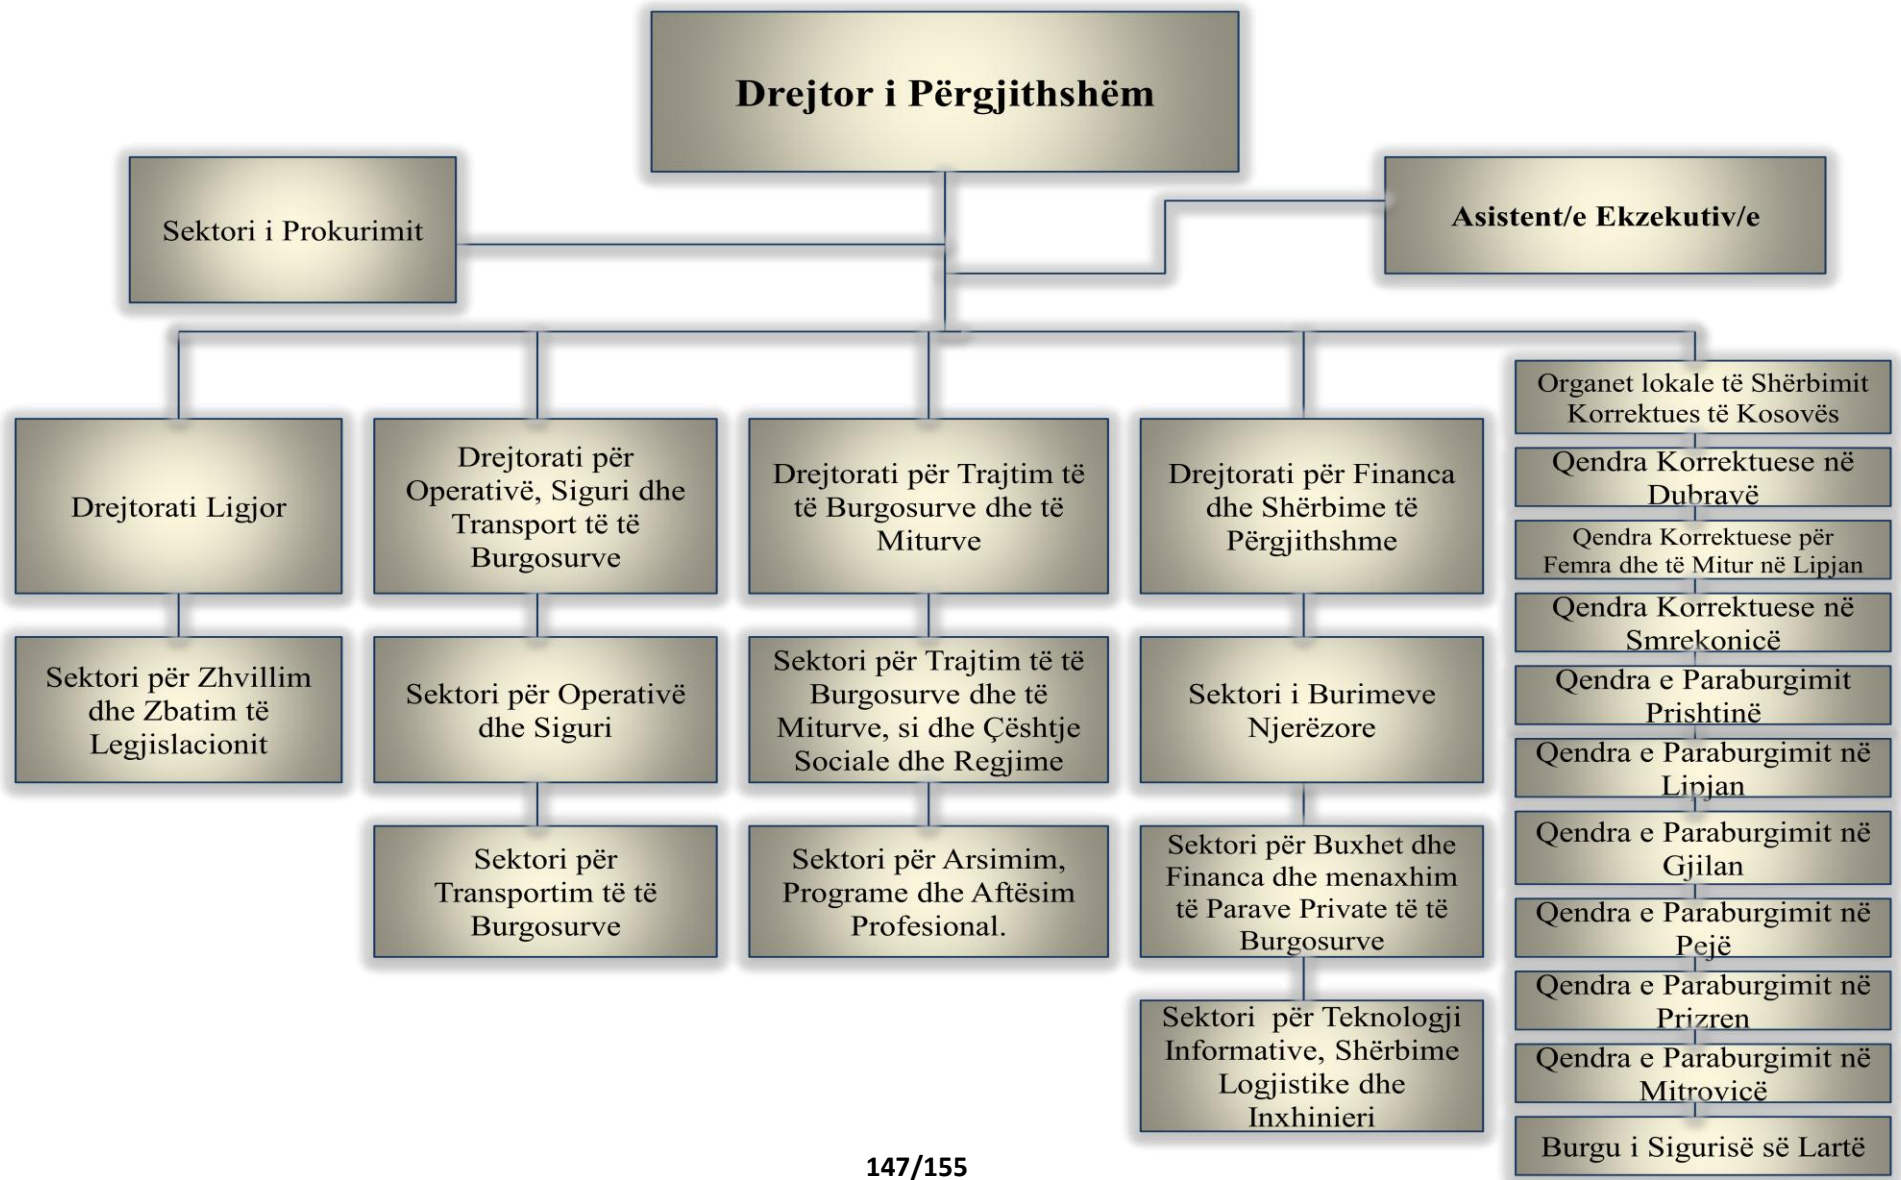 Drejtor i Përgjithshëm
Sektori i Prokurimit
Asistent/e Ekzekutiv/e
Drejtorati Ligjor
Sektori për Zhvillim
dhe Zbatim të
Legjislacionit
Drejtorati për
Operativë, Siguri dhe
Transport të të
Burgosurve
Sektori për Operativë
dhe Siguri
Sektori për
Transportim të të
Burgosurve
Drejtorati për Trajtim të
të Burgosurve dhe të
Miturve
Sektori për Trajtim të të
Burgosurve dhe të
Miturve, si dhe Çështje
Sociale dhe Regjime
Sektori për Arsimim,
Programe dhe Aftësim
Profesional.
Drejtorati për Financa
dhe Shërbime të
Përgjithshme
Sektori i Burimeve
Njerëzore
Sektori për Buxhet dhe
Financa dhe menaxhim
të Parave Private të të
Burgosurve
Sektori për Teknologji
Informative, Shërbime
Logjistike dhe
Inxhinieri
Organet lokale të Shërbimit
Korrektues të Kosovës
Qendra Korrektuese në
Dubravë
Qendra Korrektuese për
Femra dhe të Mitur në Lipjan
Qendra Korrektuese në
Smrekonicë
Qendra e Paraburgimit
Prishtinë
Qendra e Paraburgimit në
Lipjan
Qendra e Paraburgimit në
Gjilan
Qendra e Paraburgimit në
Pejë
Qendra e Paraburgimit në
Prizren
Qendra e Paraburgimit në
Mitrovicë
Burgu i Sigurisë së Lartë
147/155